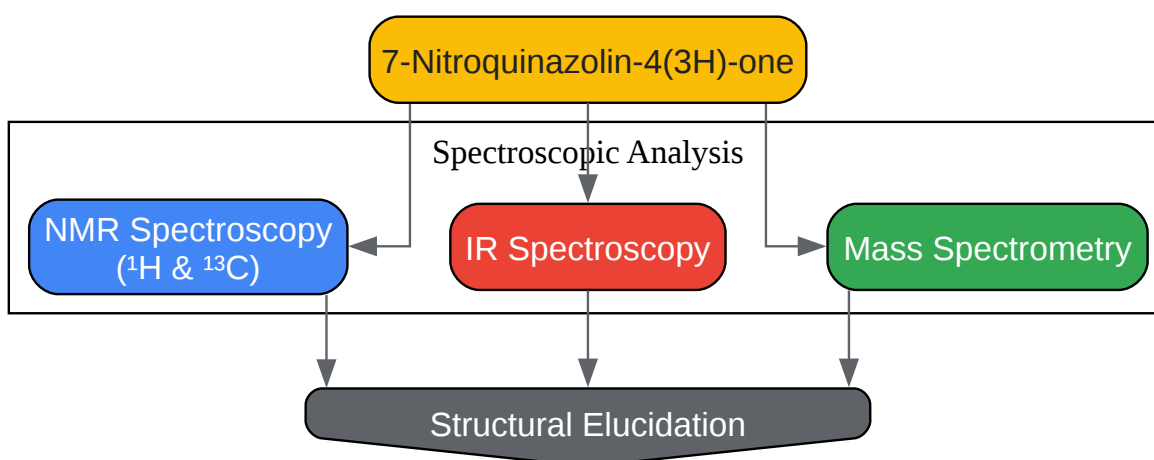 7-Nitroquinazolin-4(3H)-one
Spectroscopic Analysis
NMR Spectroscopy
(¹H & ¹³C)
IR Spectroscopy
Mass Spectrometry
Structural Elucidation